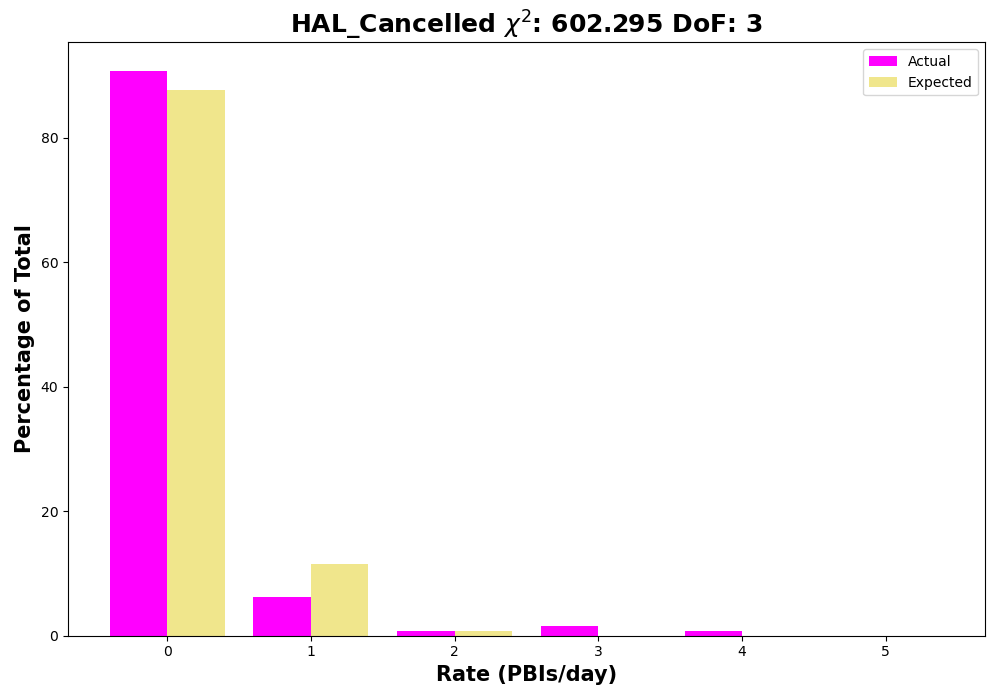 HAL_Cancelled χ²: 602.295 DoF: 3
Actual
Expected
Percentage of Total
80
60
40
20
0
0 1 2 3 4 5
Rate (PBIs/day)